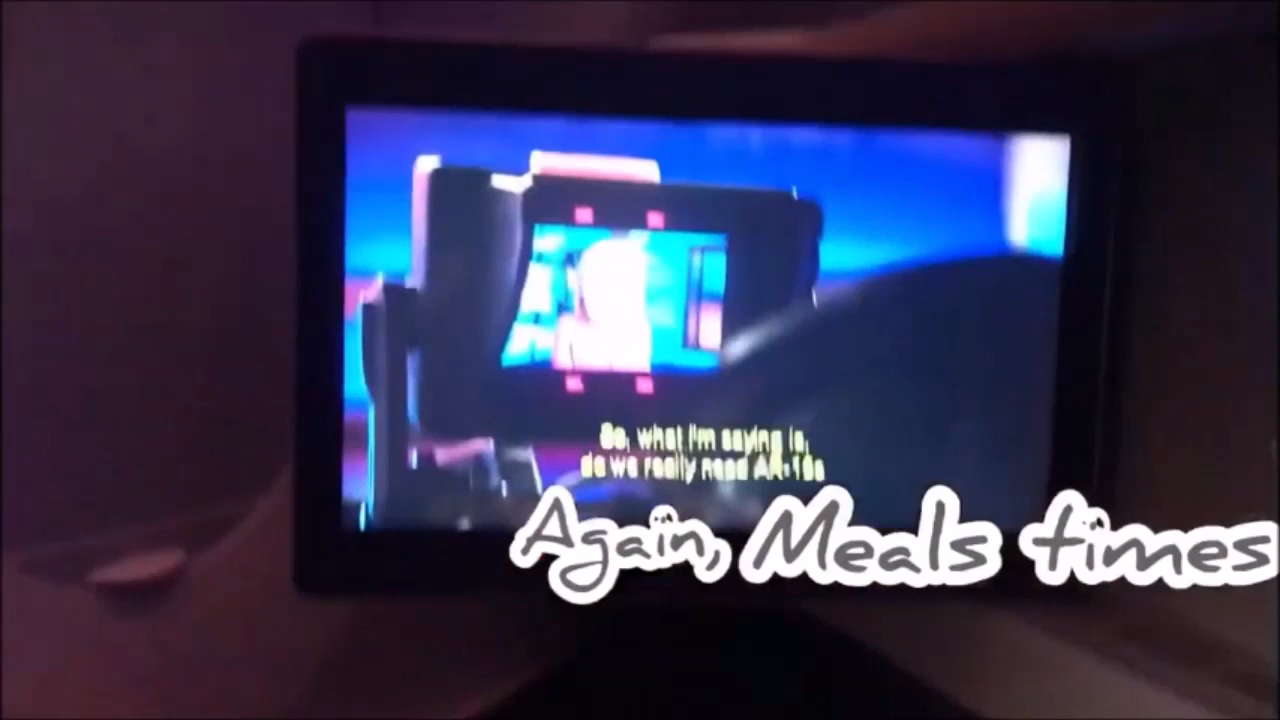 So, what I'm saying is,
do we really need AR-15s
Again, Meals times